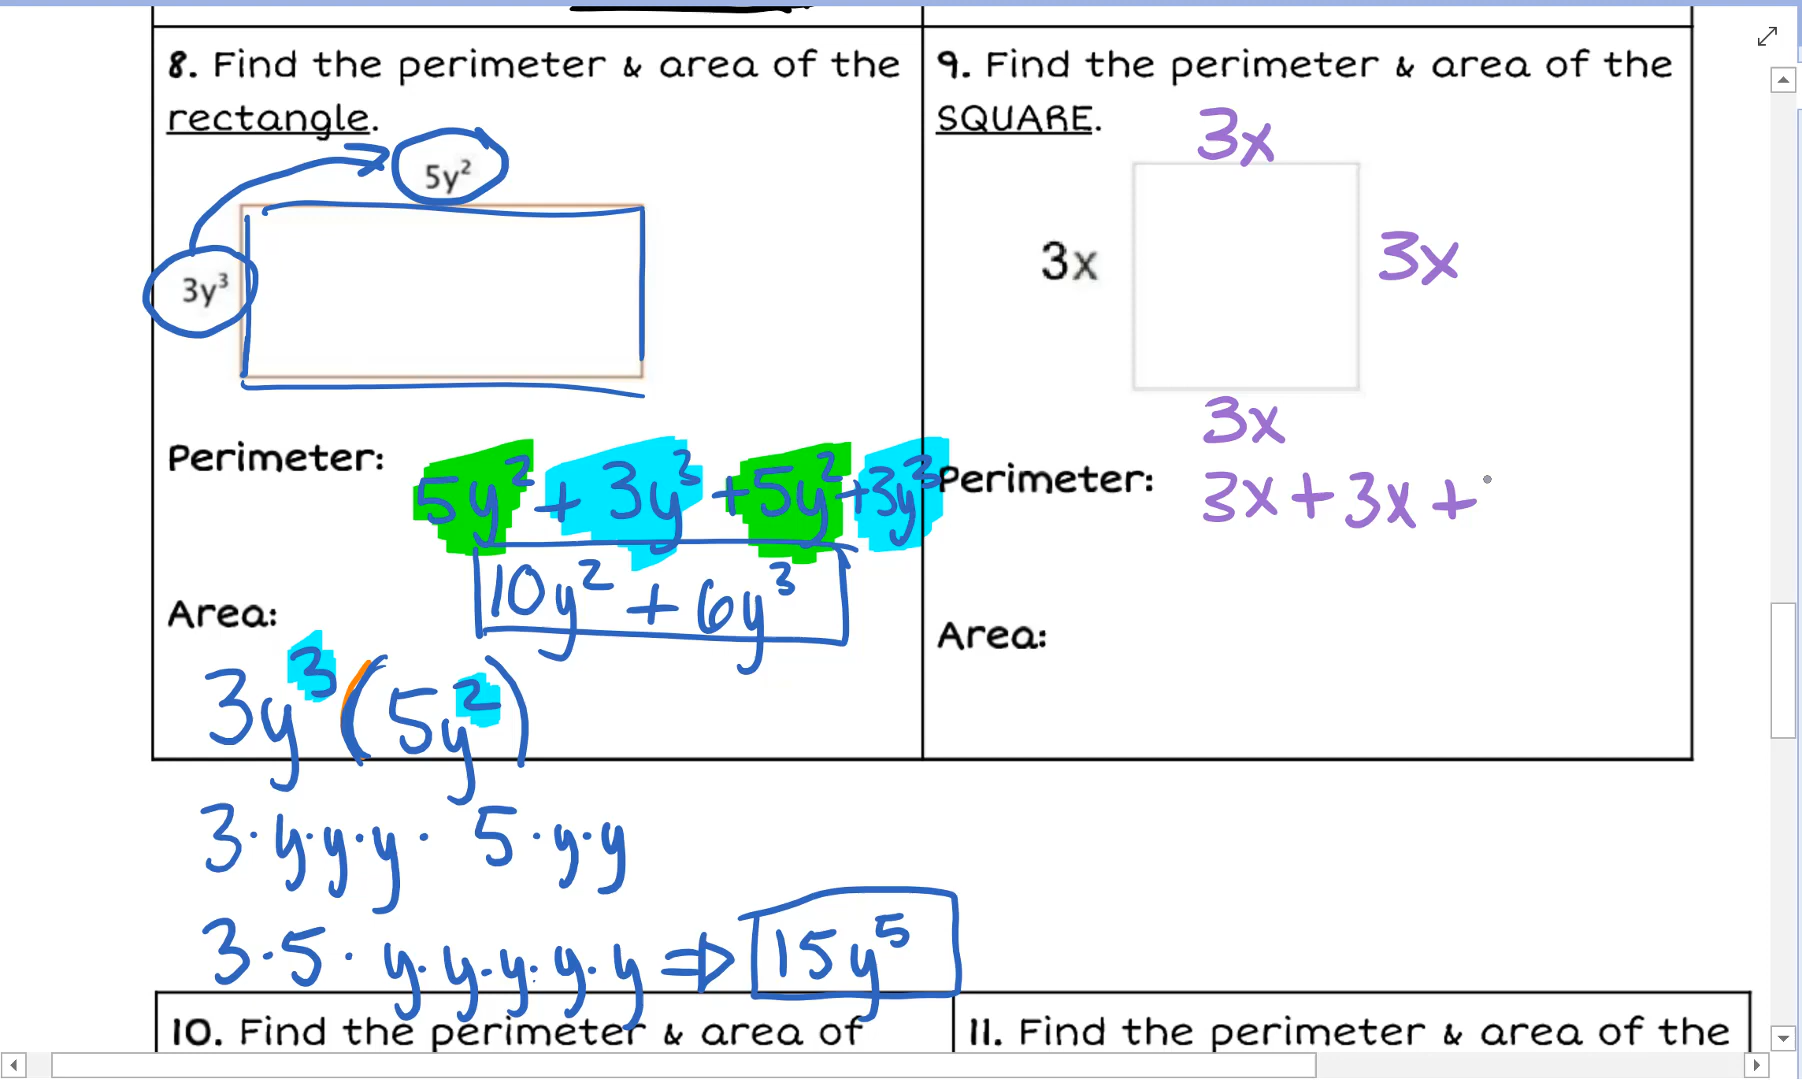 8. Find the perimeter & area of the
rectangle.
5y²
3y³
Perimeter: 5y² + 3y³ + 5y² + 3y³
10y² + 6y³
Area:
3y³(5y²)
3·y·y·y· 5·y·y
3·5· y·y·y·y·y ⇒ 15y⁵
9. Find the perimeter & area of the
SQUARE.
3x
3x
3x
3x
Perimeter: 3x + 3x +
Area:
10. Find the perimeter & area of
11. Find the perimeter & area of the